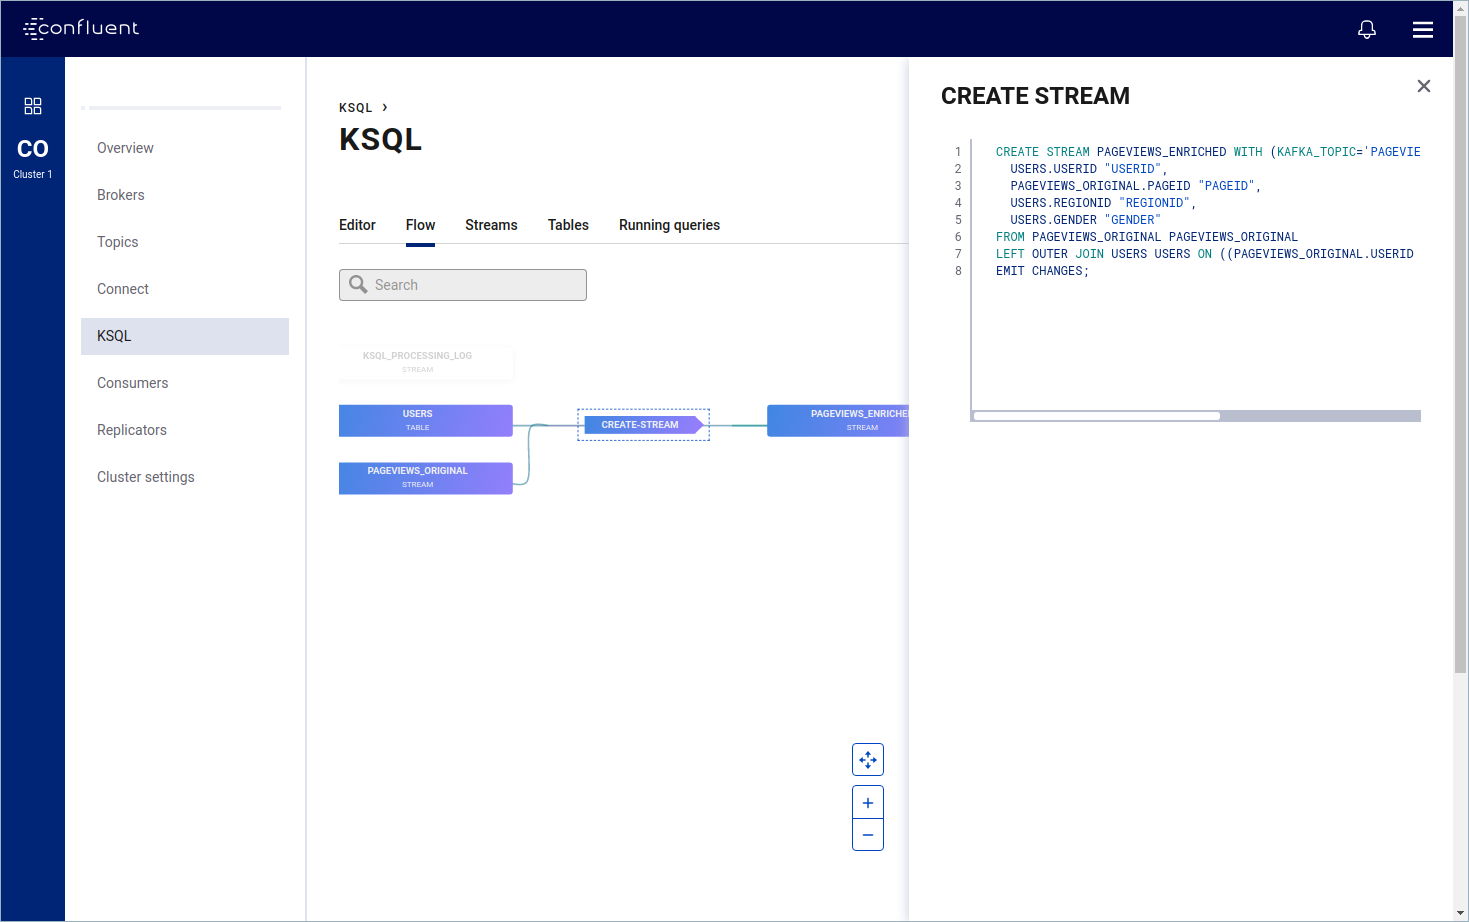 confluent
CO
Cluster 1
Overview
Brokers
Topics
Connect
KSQL
Consumers
Replicators
Cluster settings
KSQL ›
KSQL
Editor Flow Streams Tables Running queries
Search
KSQL_PROCESSING_LOG
STREAM
USERS
TABLE
CREATE-STREAM
PAGEVIEWS_ENRICHE
STREAM
PAGEVIEWS_ORIGINAL
STREAM
CREATE STREAM
1 CREATE STREAM PAGEVIEWS_ENRICHED WITH (KAFKA_TOPIC='PAGEVIE
2 USERS.USERID "USERID",
3 PAGEVIEWS_ORIGINAL.PAGEID "PAGEID",
4 USERS.REGIONID "REGIONID",
5 USERS.GENDER "GENDER"
6 FROM PAGEVIEWS_ORIGINAL PAGEVIEWS_ORIGINAL
7 LEFT OUTER JOIN USERS USERS ON ((PAGEVIEWS_ORIGINAL.USERID
8 EMIT CHANGES;